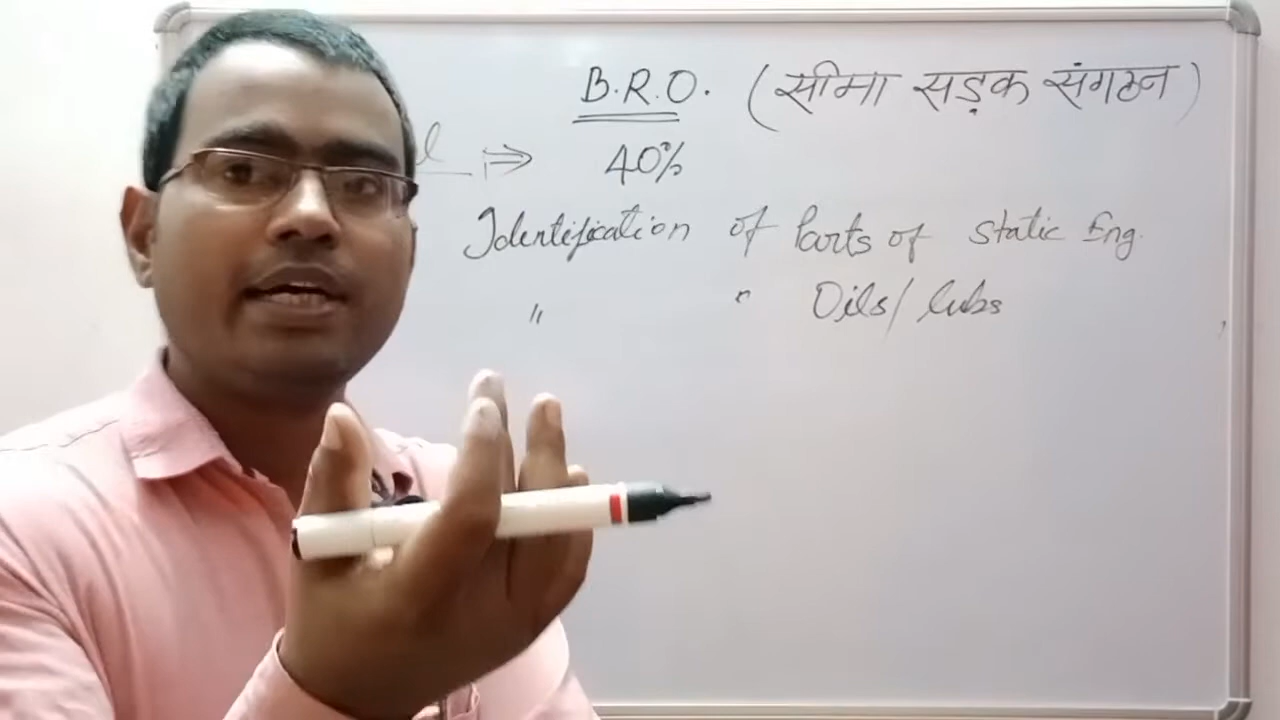 B.R.O. (सीमा सड़क संगठन)
⇒ 40%
Identification of Parts of Static Eng.
" " Oils/lubs